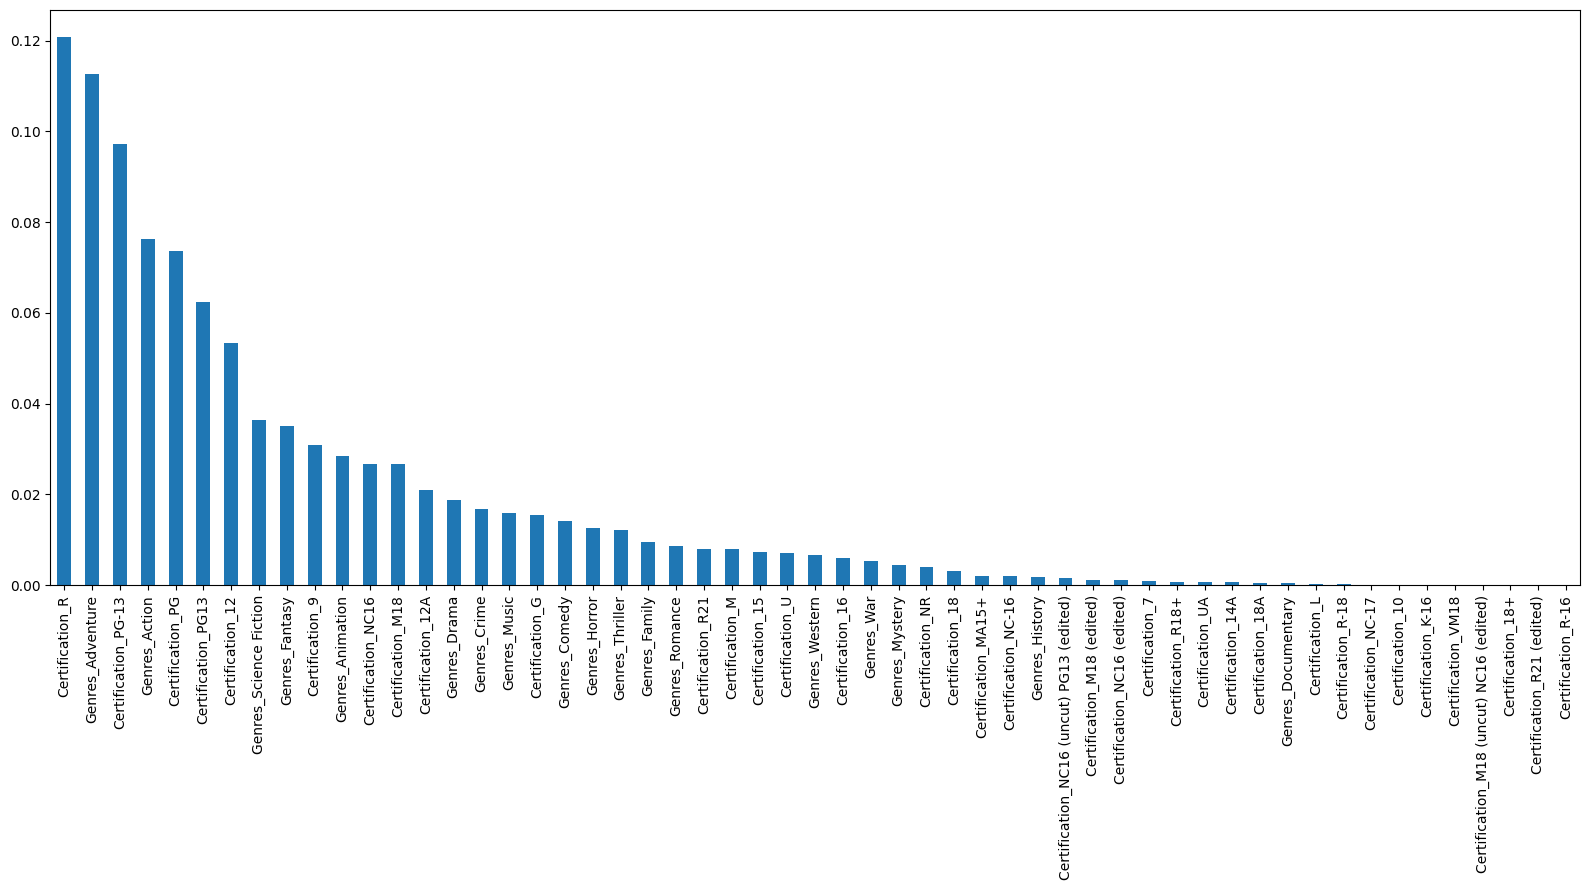 0.12
0.10
0.08
0.06
0.04
0.02
0.00
Certification_R
Genres_Adventure
Certification_PG-13
Genres_Action
Certification_PG
Certification_PG13
Certification_12
Genres_Science Fiction
Genres_Fantasy
Certification_9
Genres_Animation
Certification_NC16
Certification_M18
Certification_12A
Genres_Drama
Genres_Crime
Genres_Music
Certification_G
Genres_Comedy
Genres_Horror
Genres_Thriller
Genres_Family
Genres_Romance
Certification_R21
Certification_M
Certification_15
Certification_U
Genres_Western
Certification_16
Genres_War
Genres_Mystery
Certification_NR
Certification_18
Certification_MA15+
Certification_NC-16
Genres_History
Certification_NC16 (uncut) PG13 (edited)
Certification_M18 (edited)
Certification_NC16 (edited)
Certification_7
Certification_R18+
Certification_UA
Certification_14A
Certification_18A
Genres_Documentary
Certification_L
Certification_R-18
Certification_NC-17
Certification_10
Certification_K-16
Certification_VM18
Certification_M18 (uncut) NC16 (edited)
Certification_18+
Certification_R21 (edited)
Certification_R-16